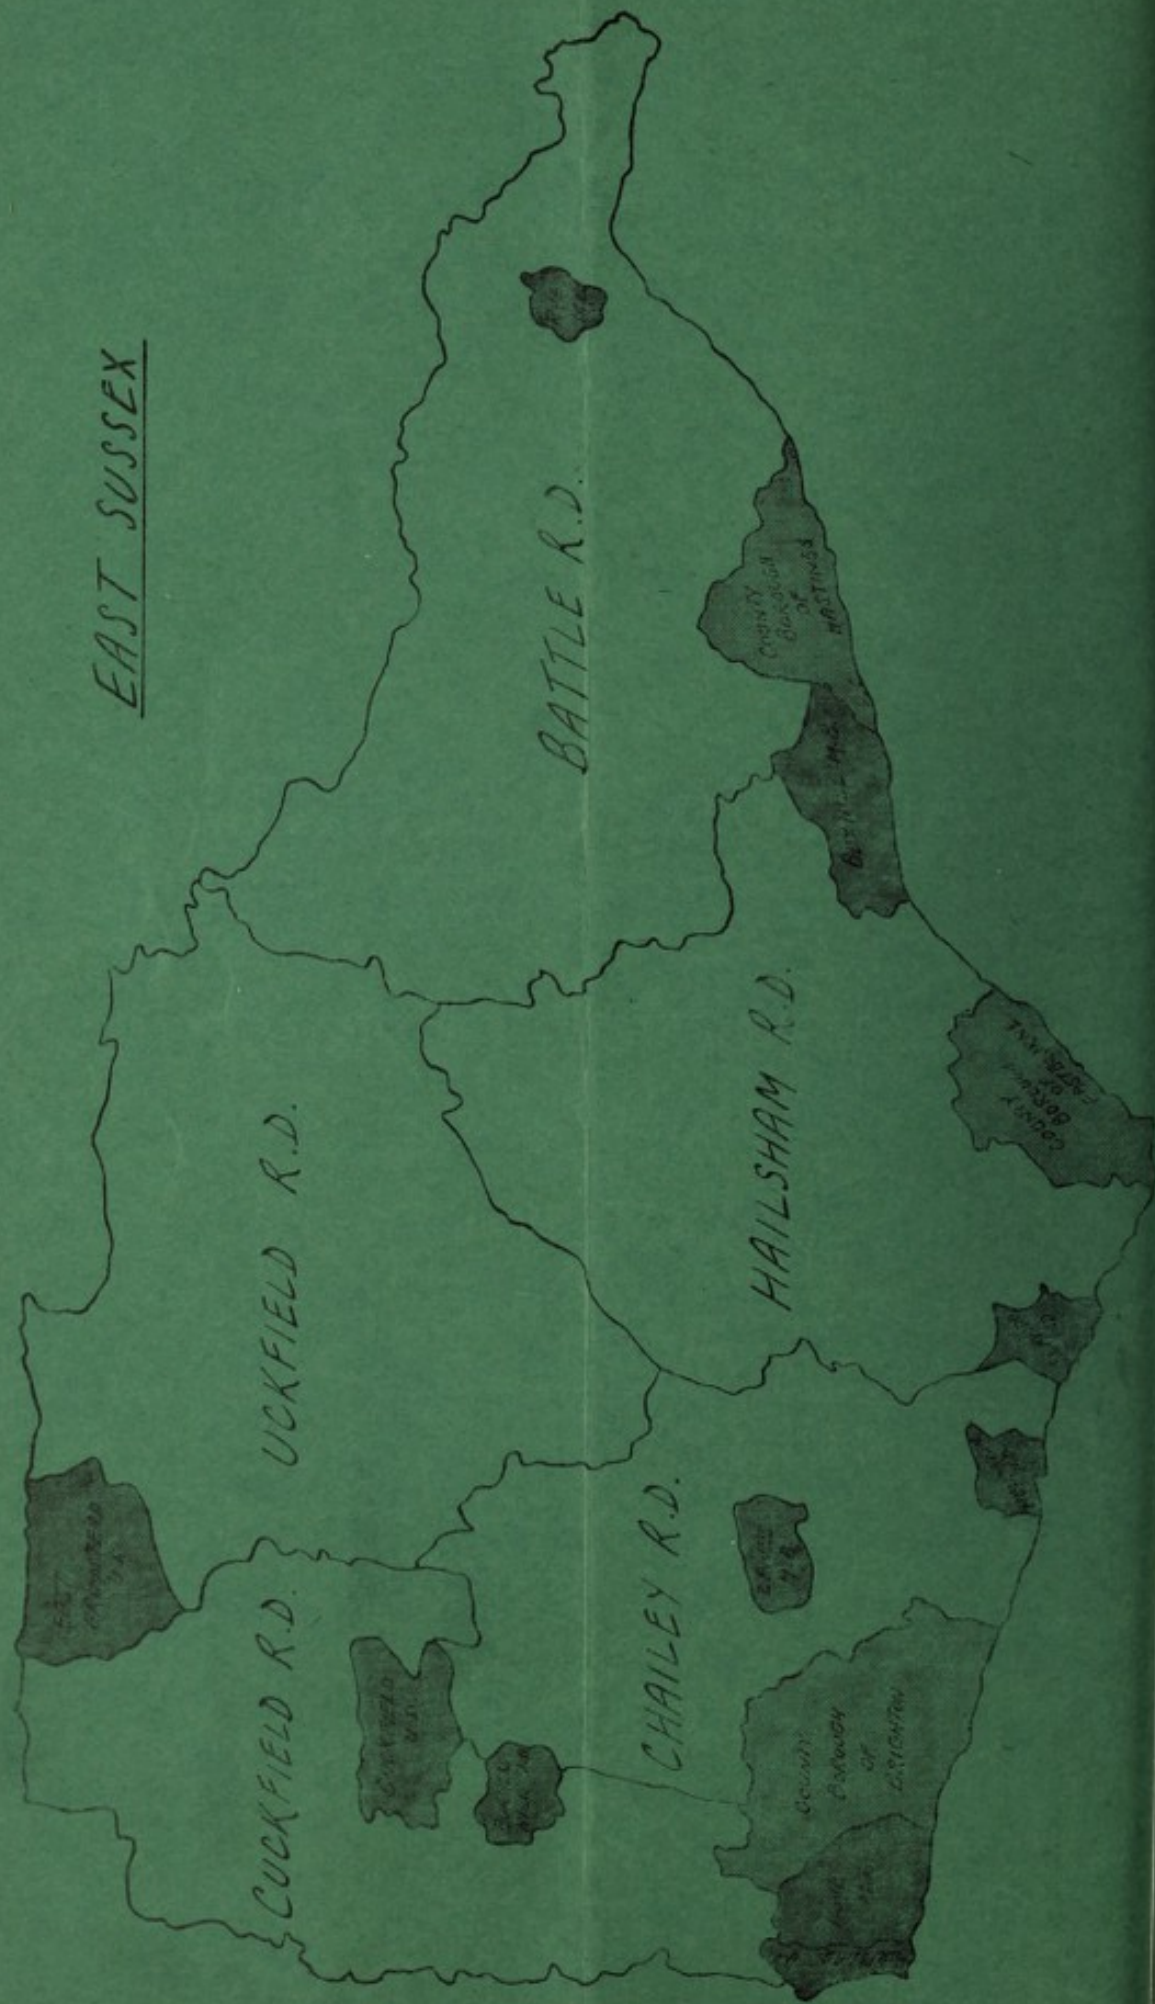 EAST SUSSEX
BATTLE R.D.
UCKFIELD R.D.
HAILSHAM R.D.
CUCKFIELD R.D.
CHAILEY R.D.
COUNTY
BOROUGH
OF
HASTINGS
COUNTY
BOROUGH
OF
EASTBOURNE
COUNTY
BOROUGH
OF
BRIGHTON
CUCKFIELD
U.D.